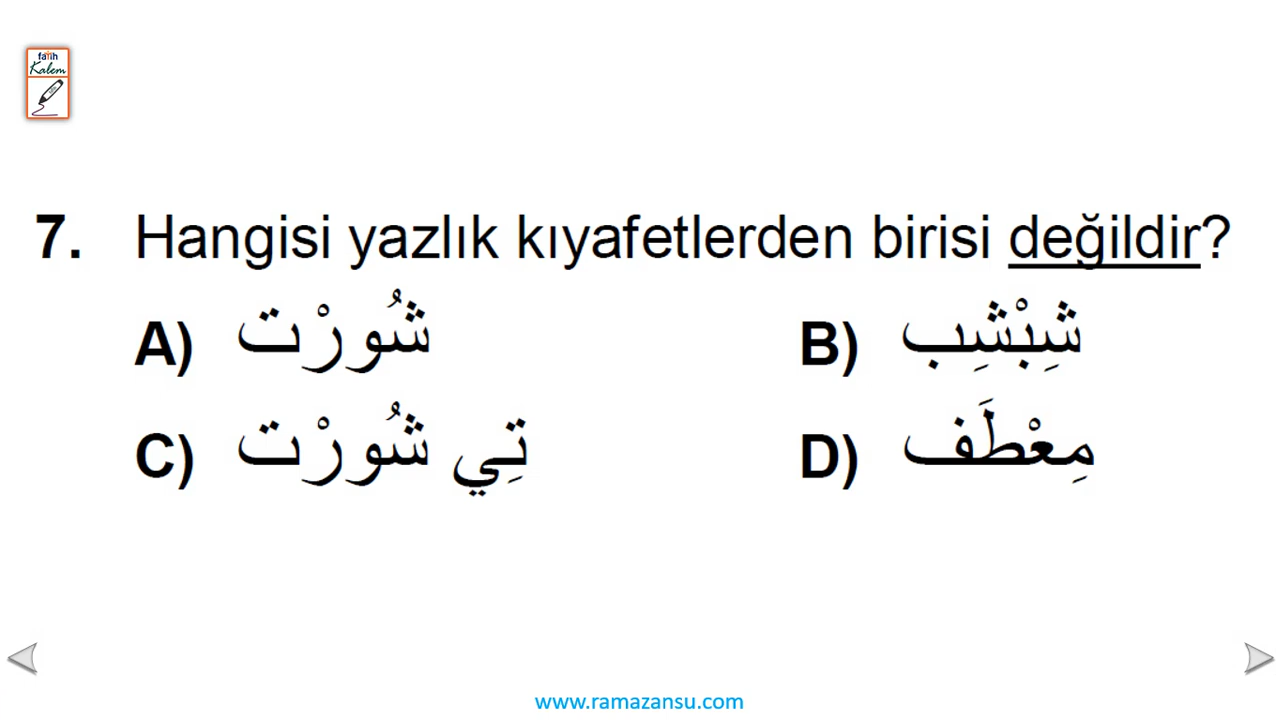 fatih
Kalem
7. Hangisi yazlık kıyafetlerden birisi değildir?
A) شُورْت B) شِبْشِب
C) تِي شُورْت D) مِعْطَف
www.ramazansu.com